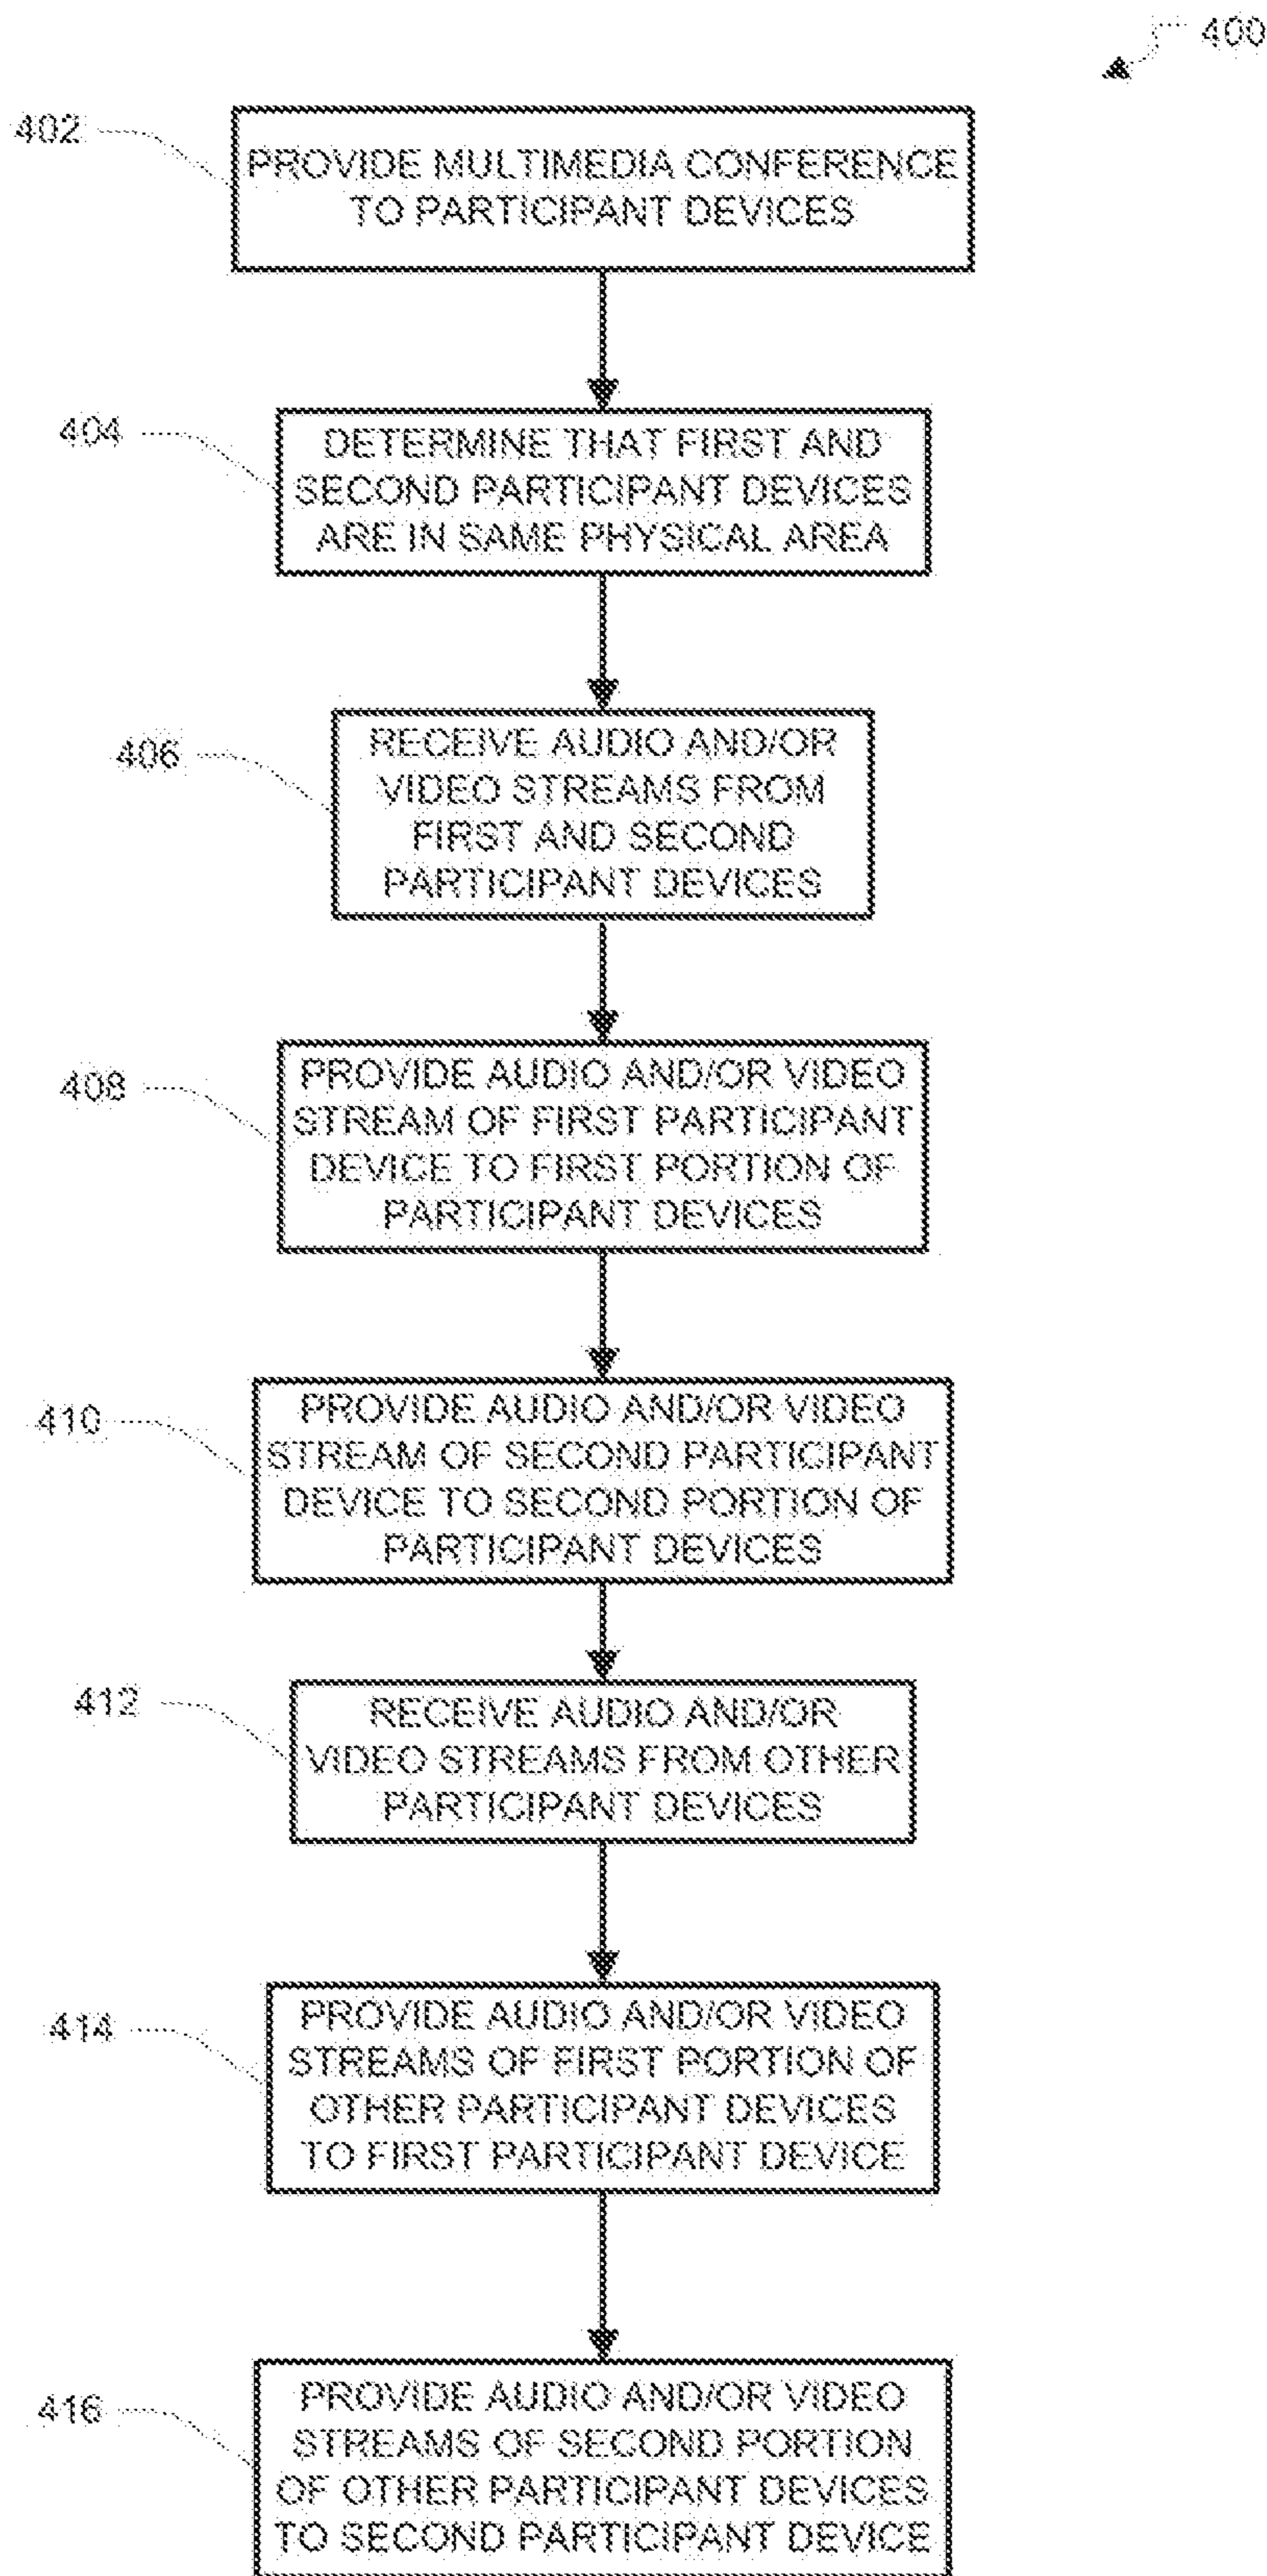 400
402
PROVIDE MULTIMEDIA CONFERENCE
TO PARTICIPANT DEVICES
404
DETERMINE THAT FIRST AND
SECOND PARTICIPANT DEVICES
ARE IN SAME PHYSICAL AREA
406
RECEIVE AUDIO AND/OR
VIDEO STREAMS FROM
FIRST AND SECOND
PARTICIPANT DEVICES
408
PROVIDE AUDIO AND/OR VIDEO
STREAM OF FIRST PARTICIPANT
DEVICE TO FIRST PORTION OF
PARTICIPANT DEVICES
410
PROVIDE AUDIO AND/OR VIDEO
STREAM OF SECOND PARTICIPANT
DEVICE TO SECOND PORTION OF
PARTICIPANT DEVICES
412
RECEIVE AUDIO AND/OR
VIDEO STREAMS FROM OTHER
PARTICIPANT DEVICES
414
PROVIDE AUDIO AND/OR VIDEO
STREAMS OF FIRST PORTION OF
OTHER PARTICIPANT DEVICES
TO FIRST PARTICIPANT DEVICE
416
PROVIDE AUDIO AND/OR VIDEO
STREAMS OF SECOND PORTION
OF OTHER PARTICIPANT DEVICES
TO SECOND PARTICIPANT DEVICE